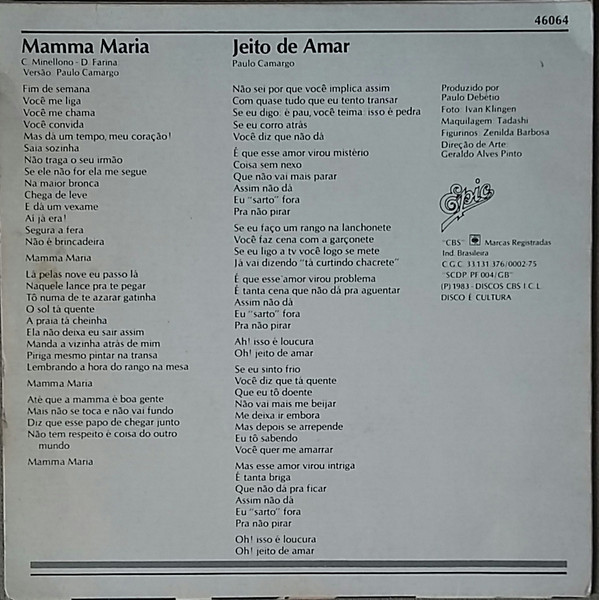 46064
Mamma Maria
C. Minellono - D. Farina
Versão Paulo Camargo
Fim de semana
Você me liga
Você me chama
Você convida
Mas dá um tempo, meu coração!
Saia sozinha
Não traga o seu irmão
Se ele não for ela me segue
Na maior bronca
Chega de leve
E dá um vexame
Aí já era!
Segura a fera
Não é brincadeira
Mamma Maria
Lá pelas nove eu passo lá
Naquele lance pra te pegar
Tô numa de te azarar gatinha
O sol tá quente
A praia tá cheinha
Ela não deixa eu sair assim
Manda a vizinha atrás de mim
Piriga mesmo pintar na transa
Lembrando a hora do rango na mesa
Mamma Maria
Até que a mamma é boa gente
Mais não se toca e não vai fundo
Diz que esse papo de chegar junto
Não tem respeito é coisa do outro
mundo
Mamma Maria
Jeito de Amar
Paulo Camargo
Não sei por que você implica assim
Com quase tudo que eu tento transar
Se eu digo: é pau, você teima: isso é pedra
Se eu corro atrás
Você diz que não dá
É que esse amor virou mistério
Coisa sem nexo
Que não vai mais parar
Assim não dá
Eu "sarto" fora
Pra não pirar
Se eu faço um rango na lanchonete
Você faz cena com a garçonete
Se eu ligo a tv você logo se mete
Já vai dizendo "tá curtindo chacrete"
É que esse amor virou problema
É tanta cena que não dá pra aguentar
Assim não dá
Eu "sarto" fora
Pra não pirar
Ah! isso é loucura
Oh! jeito de amar
Se eu sinto frio
Você diz que tá quente
Que eu tô doente
Não vai mais me beijar
Me deixa ir embora
Mas depois se arrepende
Eu tô sabendo
Você quer me amarrar
Mas esse amor virou intriga
É tanta briga
Que não dá pra ficar
Assim não dá
Eu "sarto" fora
Pra não pirar
Oh! isso é loucura
Oh! jeito de amar
Produzido por
Paulo Debétio
Foto: Ivan Klingen
Maquilagem: Tadashi
Figurinos: Zenilda Barbosa
Direção de Arte:
Geraldo Alves Pinto
Epic
"CBS" Marcas Registradas
Ind. Brasileira
C.G.C. 33.131.376/0002-75
"SCDP PF 004/GB"
(P) 1983 - DISCOS CBS I.C.L.
DISCO É CULTURA